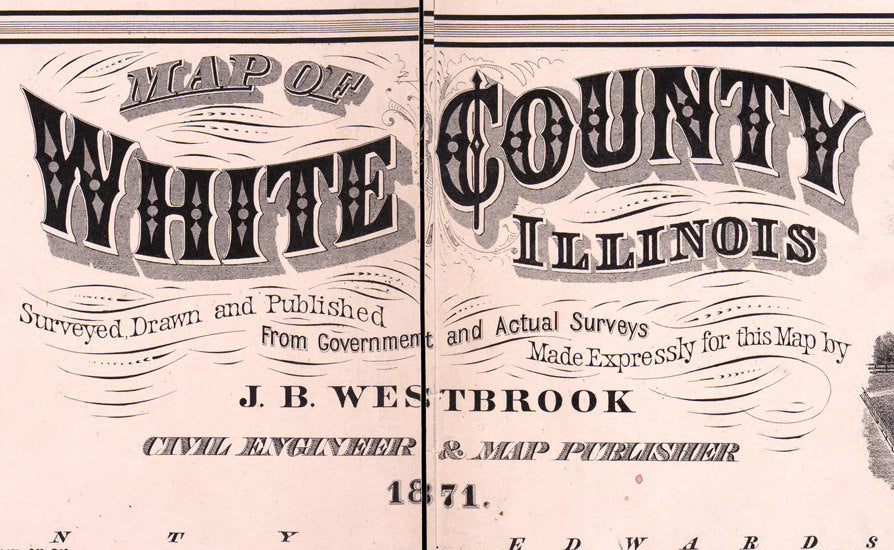 MAP OF
WHITE COUNTY
ILLINOIS
Surveyed, Drawn and Published
From Government and Actual Surveys
Made Expressly for this Map by
J. B. WESTBROOK
CIVIL ENGINEER & MAP PUBLISHER
1871.
N T Y E D W A R D S